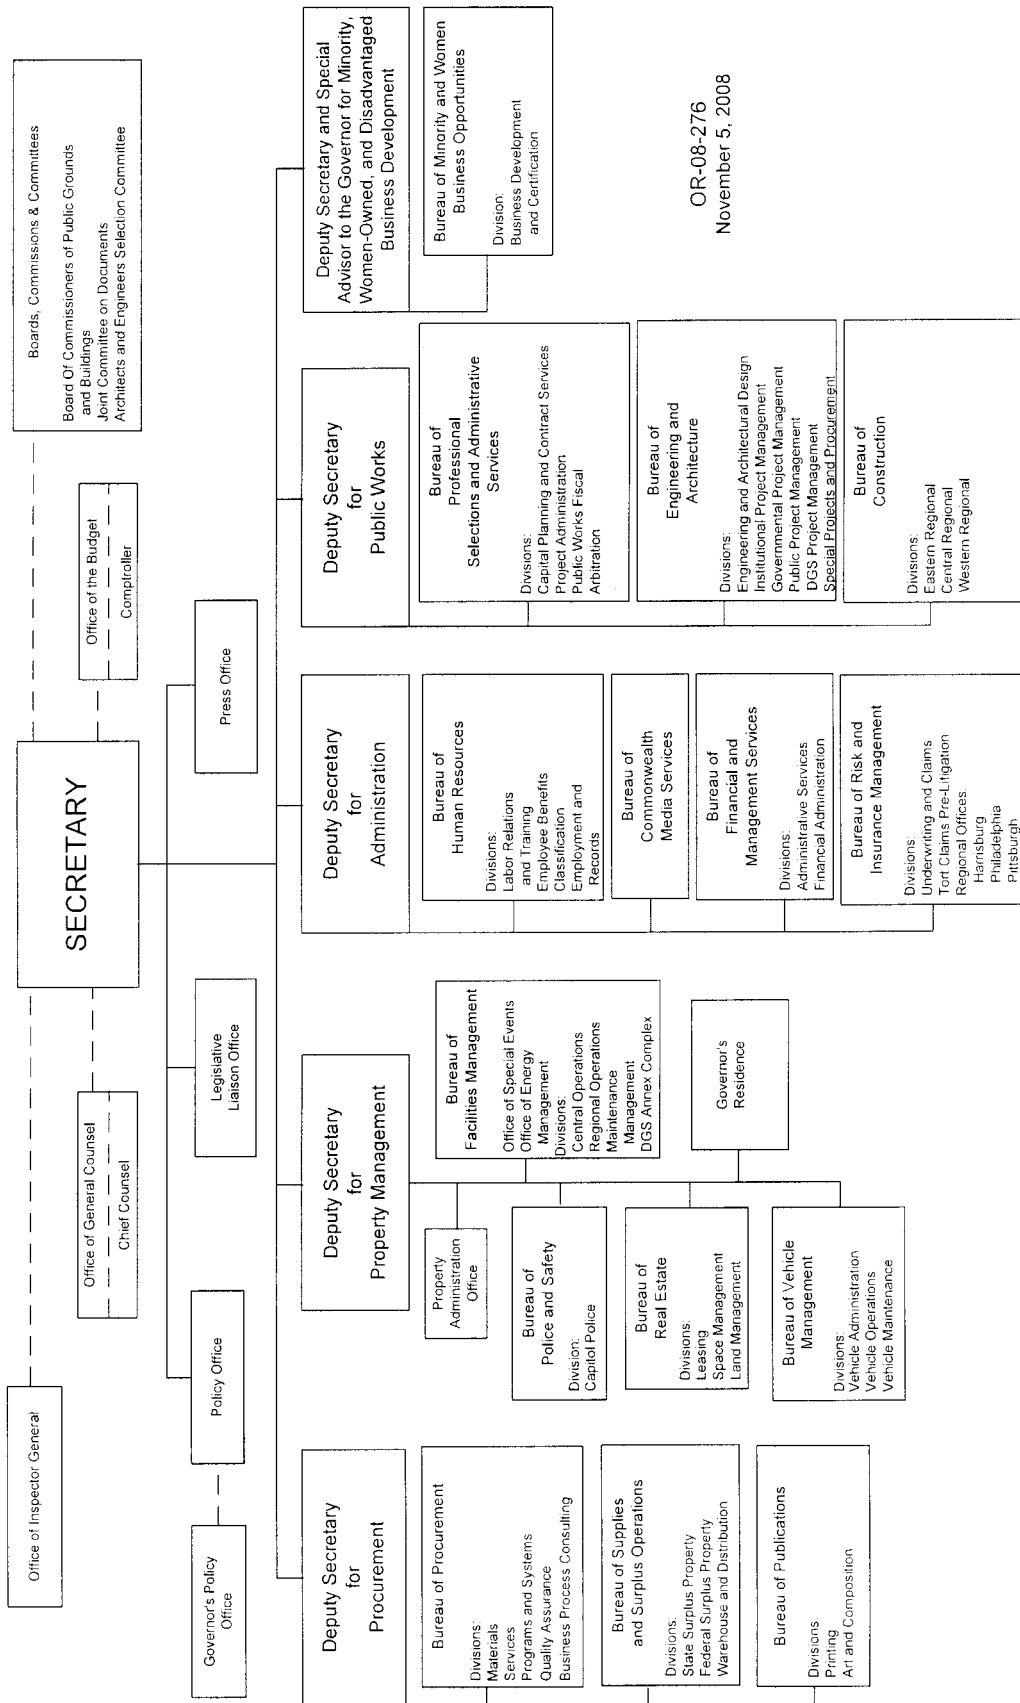 Office of Inspector General
SECRETARY
Boards, Commissions & Committees
Board Of Commissioners of Public Grounds
and Buildings
Joint Committee on Documents
Architects and Engineers Selection Committee
Office of General Counsel
Chief Counsel
Office of the Budget
Comptroller
Governor's Policy
Office
Policy Office
Legislative
Liaison Office
Press Office
Deputy Secretary
for
Procurement
Bureau of Procurement
Divisions:
Materials
Services
Programs and Systems
Quality Assurance
Business Process Consulting
Bureau of Supplies
and Surplus Operations
Divisions:
State Surplus Property
Federal Surplus Property
Warehouse and Distribution
Bureau of Publications
Divisions:
Printing
Art and Composition
Deputy Secretary
for
Property Management
Property
Administration
Office
Bureau of
Facilities Management
Office of Special Events
Office of Energy
Management
Divisions:
Central Operations
Regional Operations
Maintenance
Management
DGS Annex Complex
Bureau of
Police and Safety
Division:
Capitol Police
Bureau of
Real Estate
Divisions:
Leasing
Space Management
Land Management
Governor's
Residence
Bureau of Vehicle
Management
Divisions:
Vehicle Administration
Vehicle Operations
Vehicle Maintenance
Deputy Secretary
for
Administration
Bureau of
Human Resources
Divisions:
Labor Relations
and Training
Employee Benefits
Classification
Employment and
Records
Bureau of
Commonwealth
Media Services
Bureau of
Financial and
Management Services
Divisions:
Administrative Services
Financial Administration
Bureau of Risk and
Insurance Management
Divisions:
Underwriting and Claims
Tort Claims Pre-Litigation
Regional Offices:
Harrisburg
Philadelphia
Pittsburgh
Deputy Secretary
for
Public Works
Bureau of
Professional
Selections and Administrative
Services
Divisions:
Capital Planning and Contract Services
Project Administration
Public Works Fiscal
Arbitration
Bureau of
Engineering and
Architecture
Divisions:
Engineering and Architectural Design
Institutional Project Management
Governmental Project Management
Public Project Management
DGS Project Management
Special Projects and Procurement
Bureau of
Construction
Divisions:
Eastern Regional
Central Regional
Western Regional
Deputy Secretary and Special
Advisor to the Governor for Minority,
Women-Owned, and Disadvantaged
Business Development
Bureau of Minority and Women
Business Opportunities
Division:
Business Development
and Certification
OR-08-276
November 5, 2008